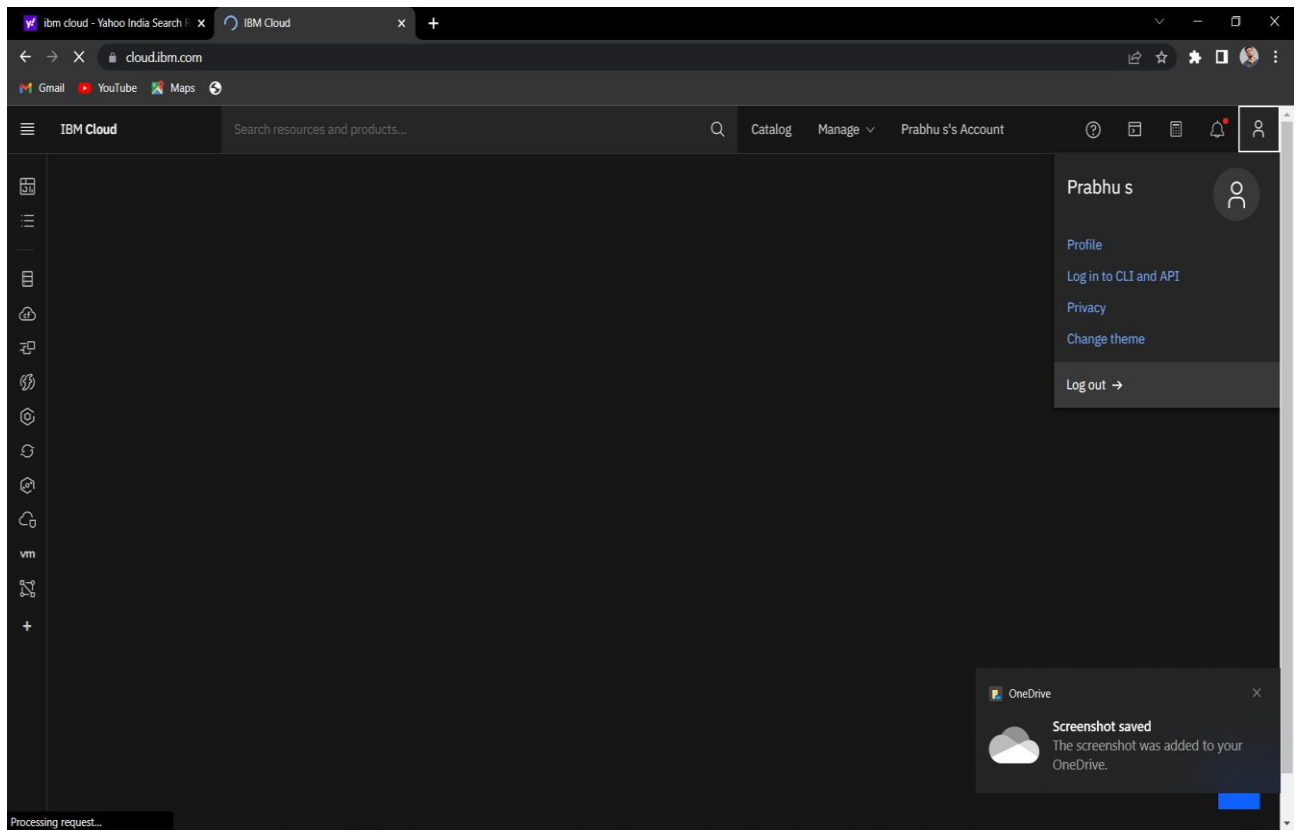 ibm cloud - Yahoo India Search R
IBM Cloud
cloud.ibm.com
Gmail YouTube Maps
IBM Cloud Search resources and products... Catalog Manage Prabhu s's Account
Prabhu s
Profile
Log in to CLI and API
Privacy
Change theme
Log out →
vm
OneDrive
Screenshot saved
The screenshot was added to your
OneDrive.
Processing request...